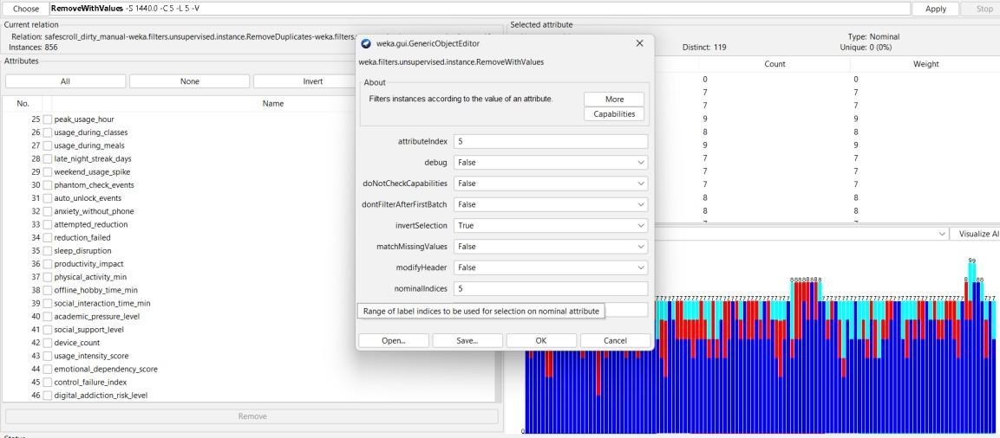 Choose RemoveWithValues -S 1440.0 -C 5 -L 5 -V Apply Stop
Current relation
Relation: safescroll_dirty_manual-weka.filters.unsupervised.instance.RemoveDuplicates-weka.filters.
Instances: 856
Selected attribute
Type: Nominal
Distinct: 119 Unique: 0 (0%)
Attributes
All None Invert
No. Name
25 peak_usage_hour
26 usage_during_classes
27 usage_during_meals
28 late_night_streak_days
29 weekend_usage_spike
30 phantom_check_events
31 auto_unlock_events
32 anxiety_without_phone
33 attempted_reduction
34 reduction_failed
35 sleep_disruption
36 productivity_impact
37 physical_activity_min
38 offline_hobby_time_min
39 social_interaction_time_min
40 academic_pressure_level
41 social_support_level
42 device_count
43 usage_intensity_score
44 emotional_dependency_score
45 control_failure_index
46 digital_addiction_risk_level
Remove
weka.gui.GenericObjectEditor
weka.filters.unsupervised.instance.RemoveWithValues
About
Filters instances according to the value of an attribute.
More
Capabilities
attributeIndex 5
debug False
doNotCheckCapabilities False
dontFilterAfterFirstBatch False
invertSelection True
matchMissingValues False
modifyHeader False
nominalIndices 5
Range of label indices to be used for selection on nominal attribute
Open... Save... OK Cancel
Count Weight
0 0
7 7
7 7
9 9
8 8
9 9
7 7
7 7
7 7
8 8
8 8
Visualize Al